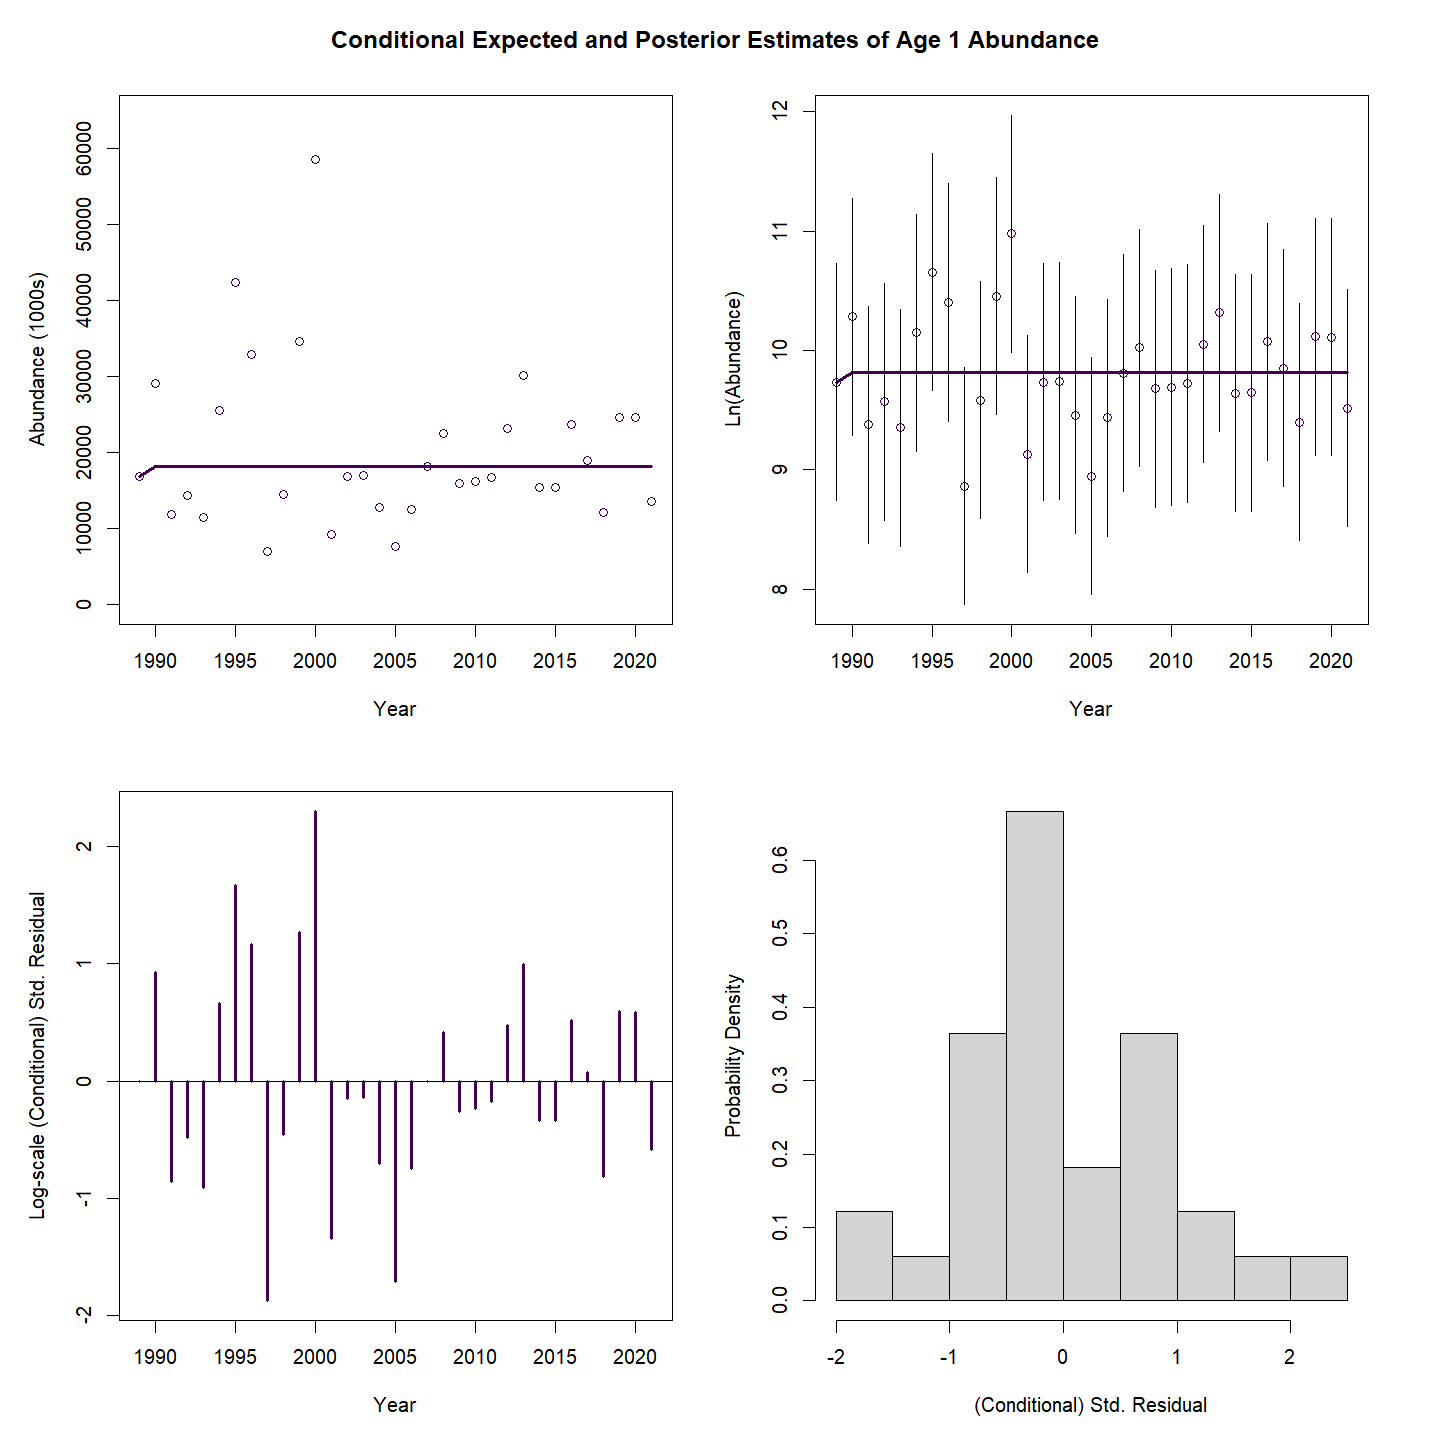 Conditional Expected and Posterior Estimates of Age 1 Abundance
Abundance (1000s)
60000
50000
40000
30000
20000
10000
0
1990 1995 2000 2005 2010 2015 2020
Year
Ln(Abundance)
12
11
10
9
8
1990 1995 2000 2005 2010 2015 2020
Year
Log-scale (Conditional) Std. Residual
2
1
0
-1
-2
1990 1995 2000 2005 2010 2015 2020
Year
Probability Density
0.6
0.5
0.4
0.3
0.2
0.1
0.0
-2 -1 0 1 2
(Conditional) Std. Residual